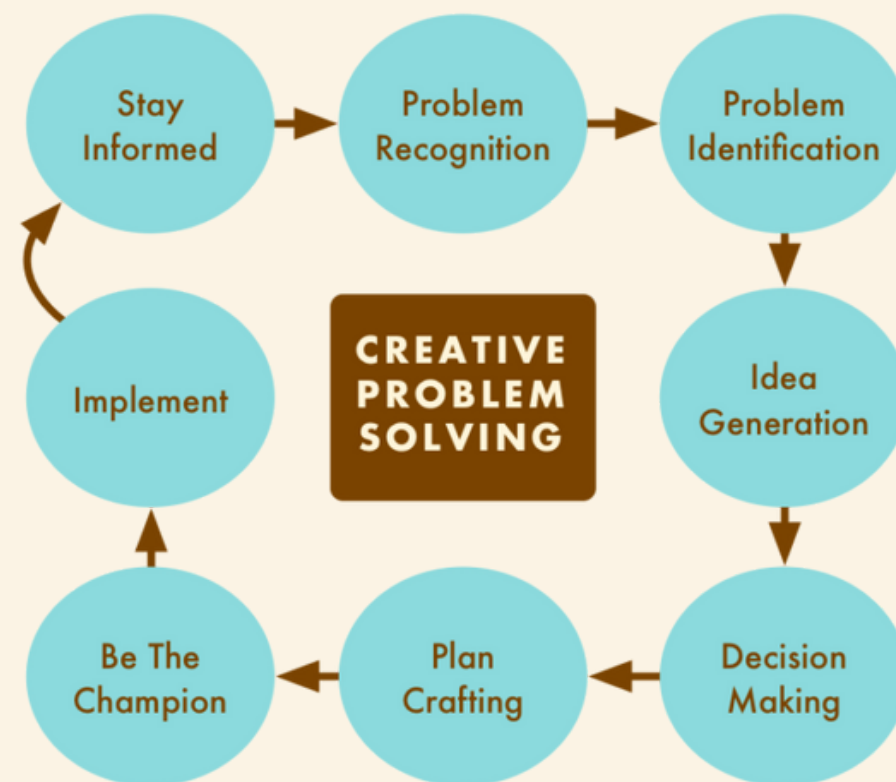 Stay
Informed
Problem
Recognition
Problem
Identification
Idea
Generation
Decision
Making
Plan
Crafting
Be The
Champion
Implement
CREATIVE
PROBLEM
SOLVING